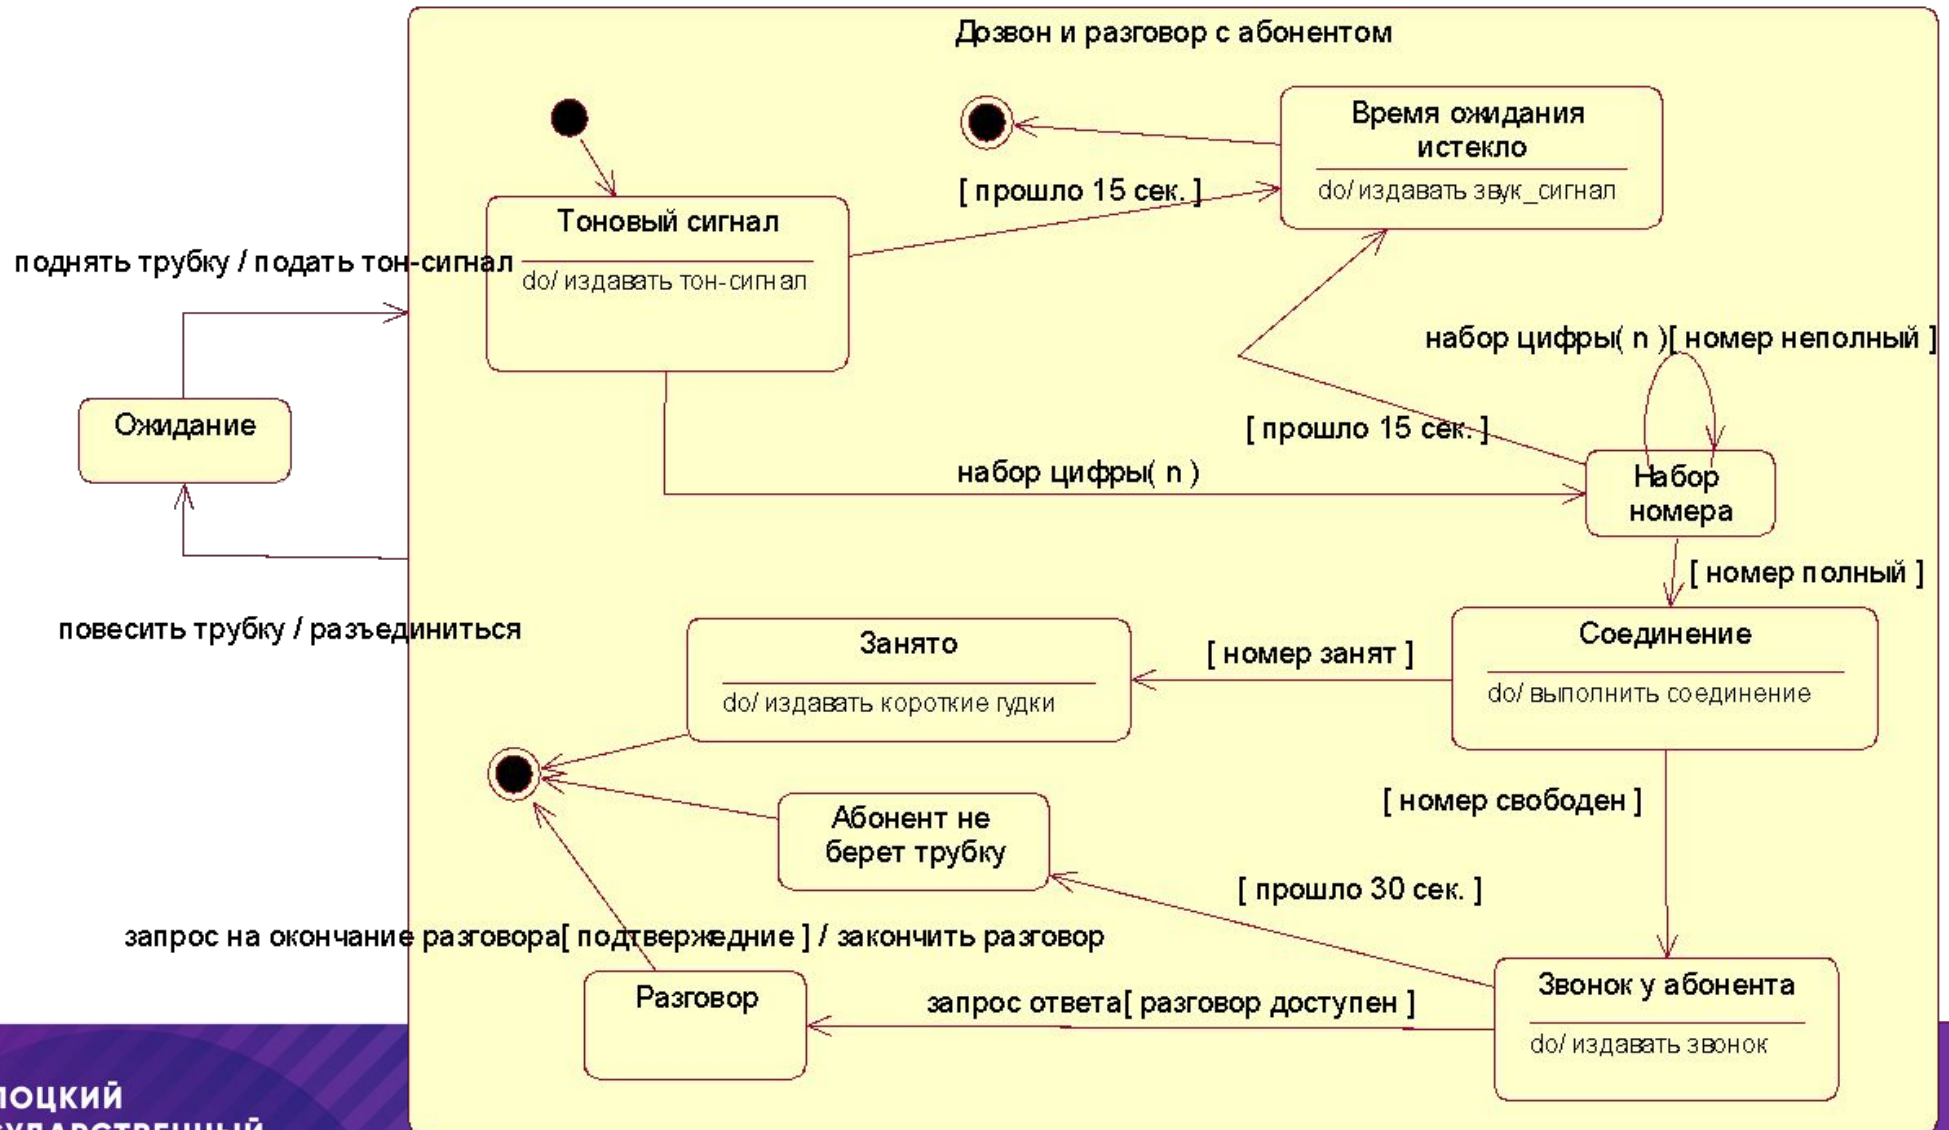 Дозвон и разговор с абонентом
Время ожидания
истекло
do/ издавать звук_сигнал
[ прошло 15 сек. ]
Тоновый сигнал
do/ издавать тон-сигнал
поднять трубку / подать тон-сигнал
набор цифры( n )[ номер неполный ]
Ожидание
[ прошло 15 сек. ]
набор цифры( n )
Набор
номера
[ номер полный ]
повесить трубку / разъединиться
Занято
do/ издавать короткие гудки
[ номер занят ]
Соединение
do/ выполнить соединение
[ номер свободен ]
Абонент не
берет трубку
[ прошло 30 сек. ]
запрос на окончание разговора[ подтвержедние ] / закончить разговор
Разговор
запрос ответа[ разговор доступен ]
Звонок у абонента
do/ издавать звонок